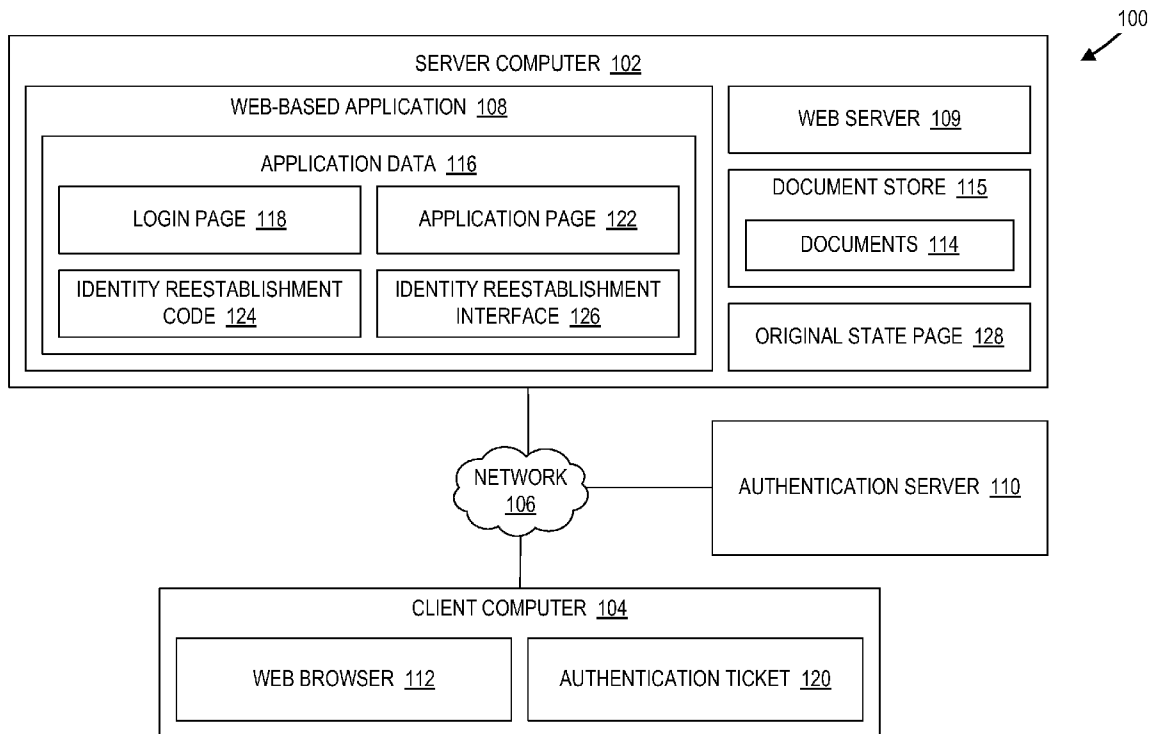 100
SERVER COMPUTER 102
WEB-BASED APPLICATION 108
APPLICATION DATA 116
LOGIN PAGE 118
APPLICATION PAGE 122
IDENTITY REESTABLISHMENT
CODE 124
IDENTITY REESTABLISHMENT
INTERFACE 126
WEB SERVER 109
DOCUMENT STORE 115
DOCUMENTS 114
ORIGINAL STATE PAGE 128
NETWORK
106
AUTHENTICATION SERVER 110
CLIENT COMPUTER 104
WEB BROWSER 112
AUTHENTICATION TICKET 120